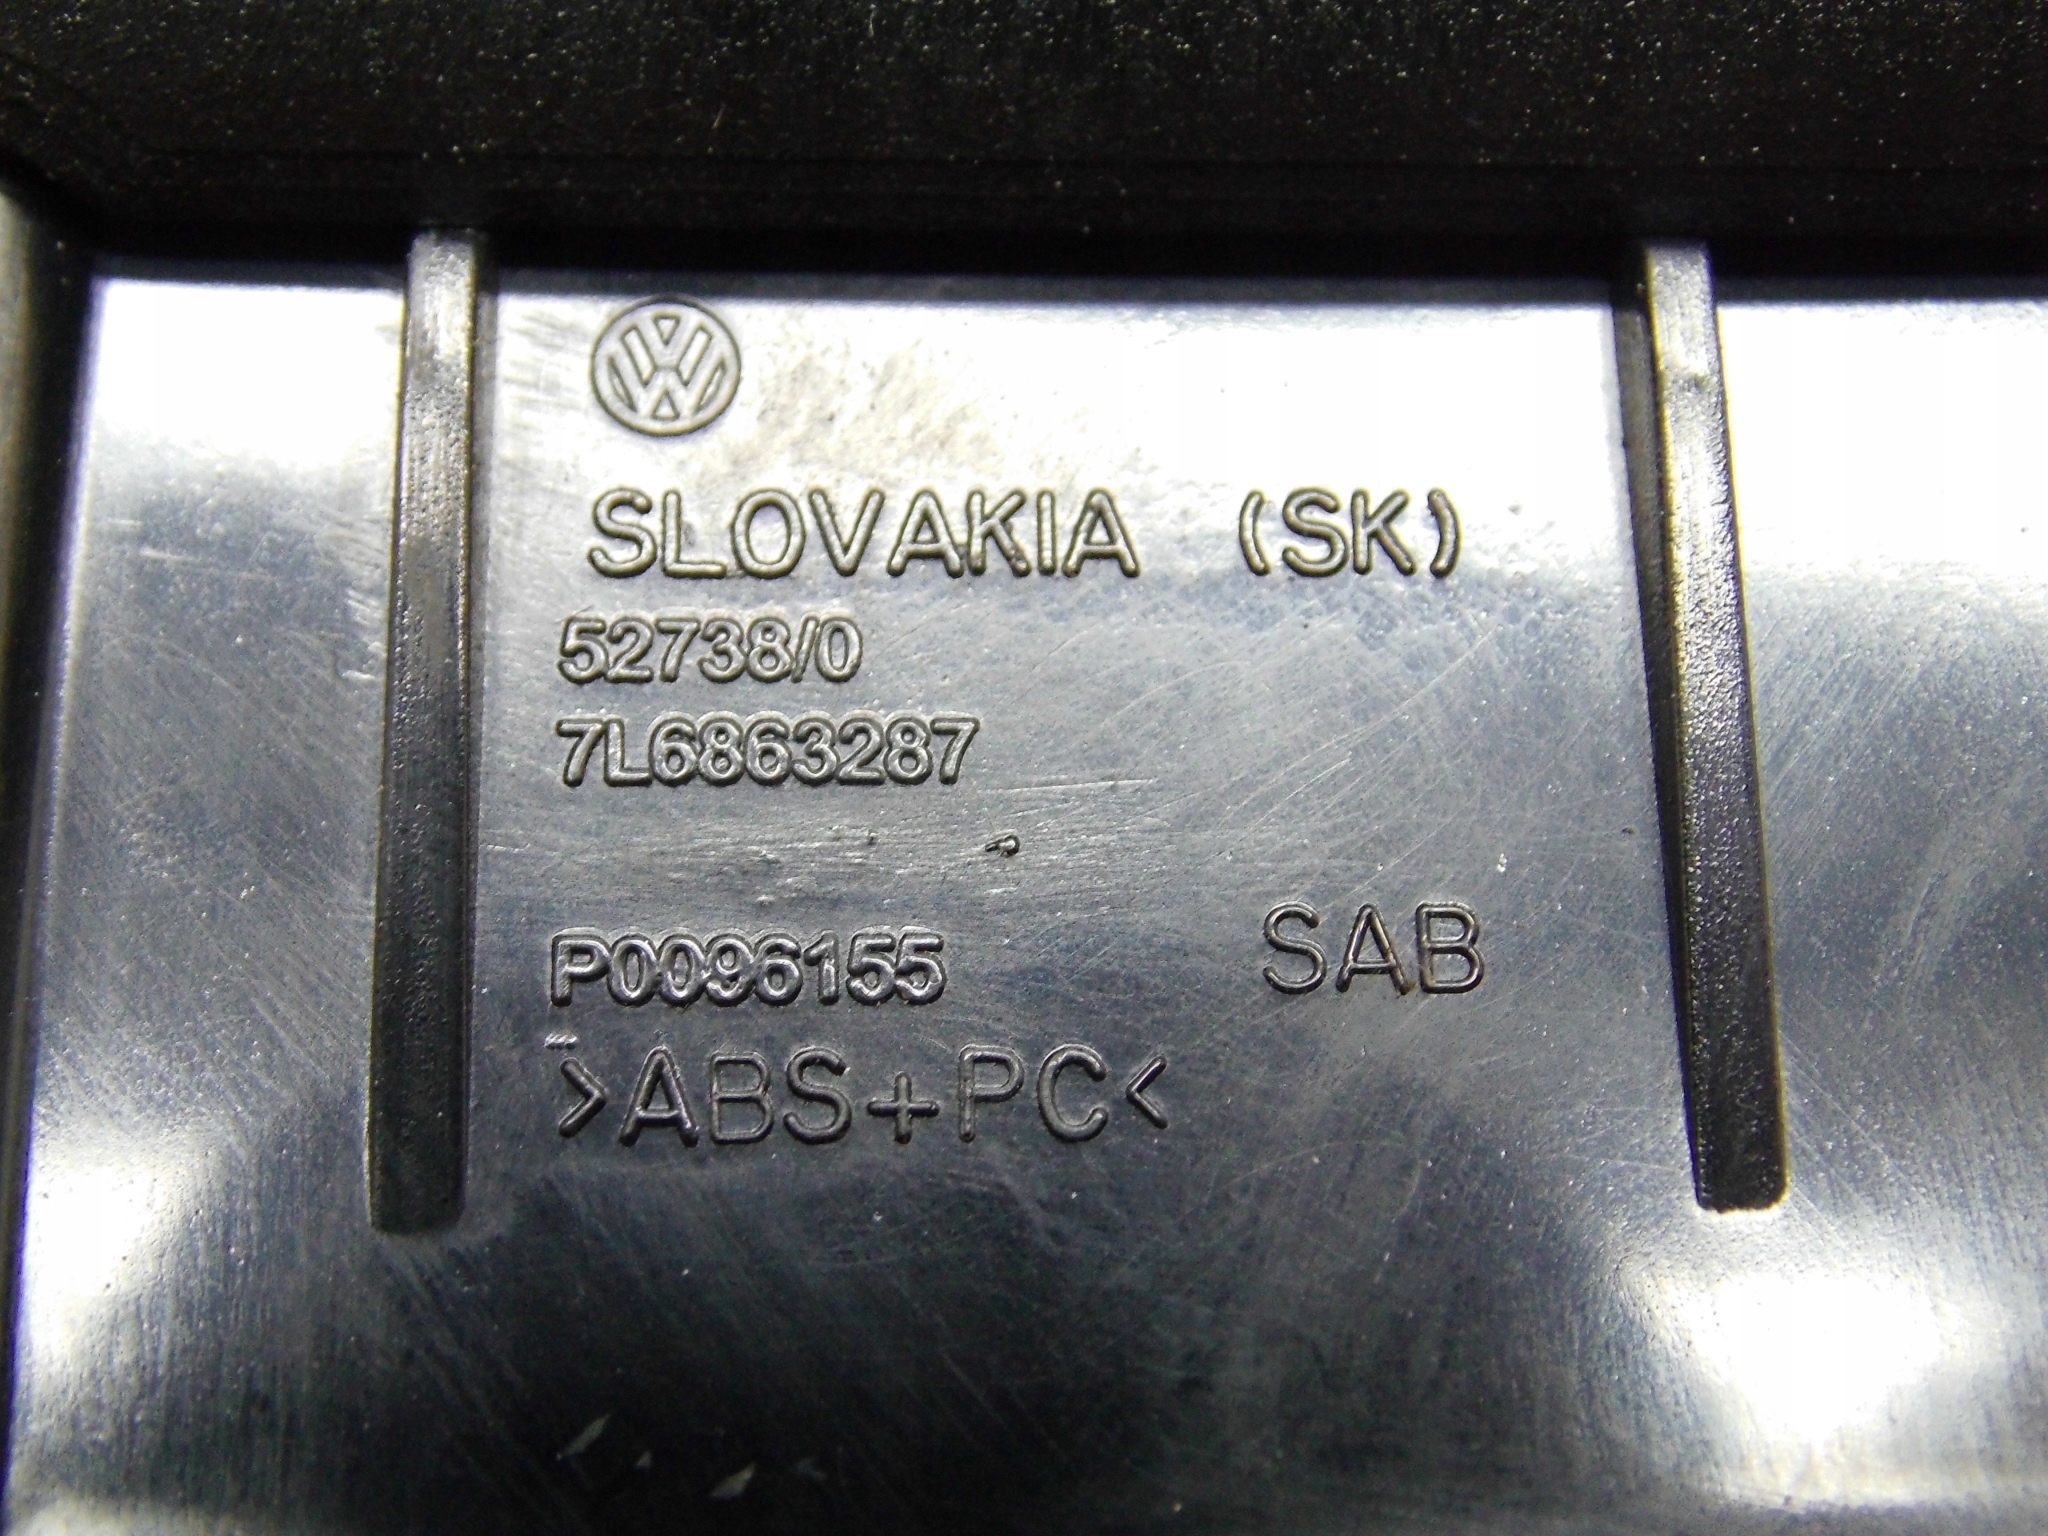 SLOVAKIA (SK)
52738/0
7L6863287
P0096155 SAB
>ABS+PC<